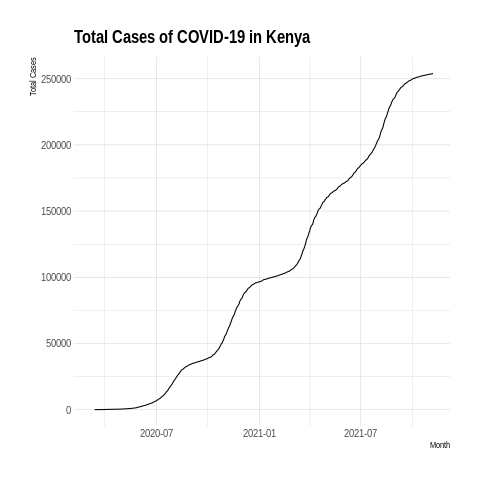 Total Cases of COVID-19 in Kenya
Total Cases
250000
200000
150000
100000
50000
0
2020-07 2021-01 2021-07
Month